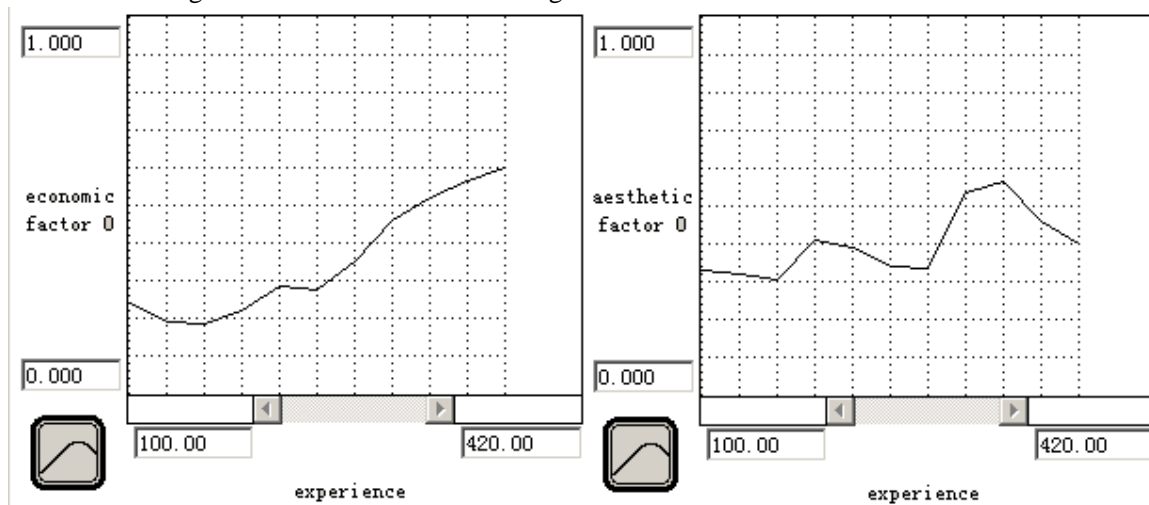 1.000
economic
factor 0
0.000
100.00
420.00
experience
1.000
aesthetic
factor 0
0.000
100.00
420.00
experience